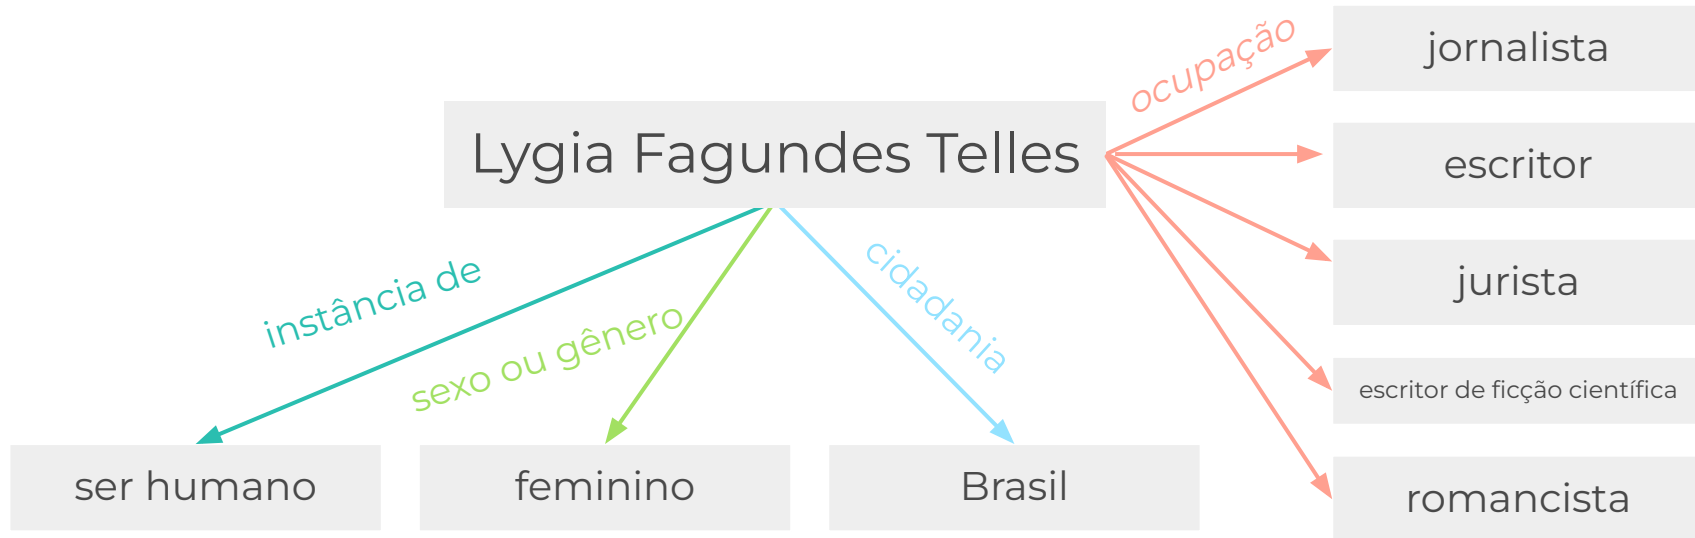 ocupação
jornalista
Lygia Fagundes Telles
escritor
instância de
sexo ou gênero
cidadania
jurista
escritor de ficção científica
ser humano
feminino
Brasil
romancista